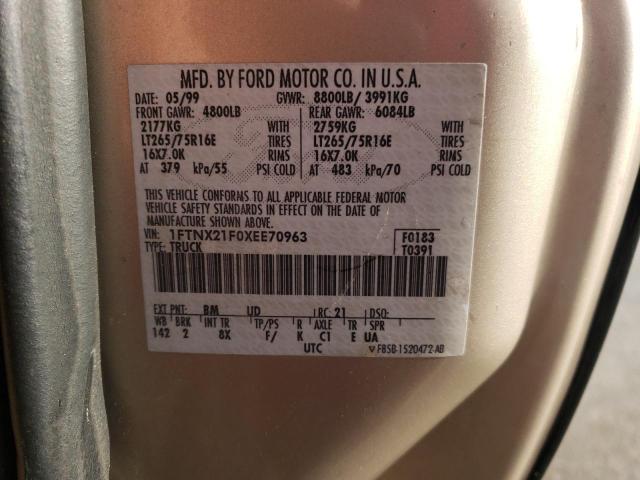 MFD. BY FORD MOTOR CO. IN U.S.A.
DATE: 05/99 GVWR: 8800LB/ 3991KG
FRONT GAWR: 4800LB REAR GAWR: 6084LB
2177KG WITH 2759KG WITH
LT265/75R16E TIRES LT265/75R16E TIRES
16X7.0K RIMS 16X7.0K RIMS
AT 379 kPa/55 PSI COLD AT 483 kPa/70 PSI COLD
THIS VEHICLE CONFORMS TO ALL APPLICABLE FEDERAL MOTOR
VEHICLE SAFETY STANDARDS IN EFFECT ON THE DATE OF
MANUFACTURE SHOWN ABOVE.
VIN: 1FTNX21F0XEE70963 F0183
TYPE: TRUCK T0391
EXT PNT: BM UD RC: 21 DSO:
WB BRK INT TR TP/PS R AXLE TR SPR
142 2 8X F/ K C1 E UA
UTC F85B-1520472-AB